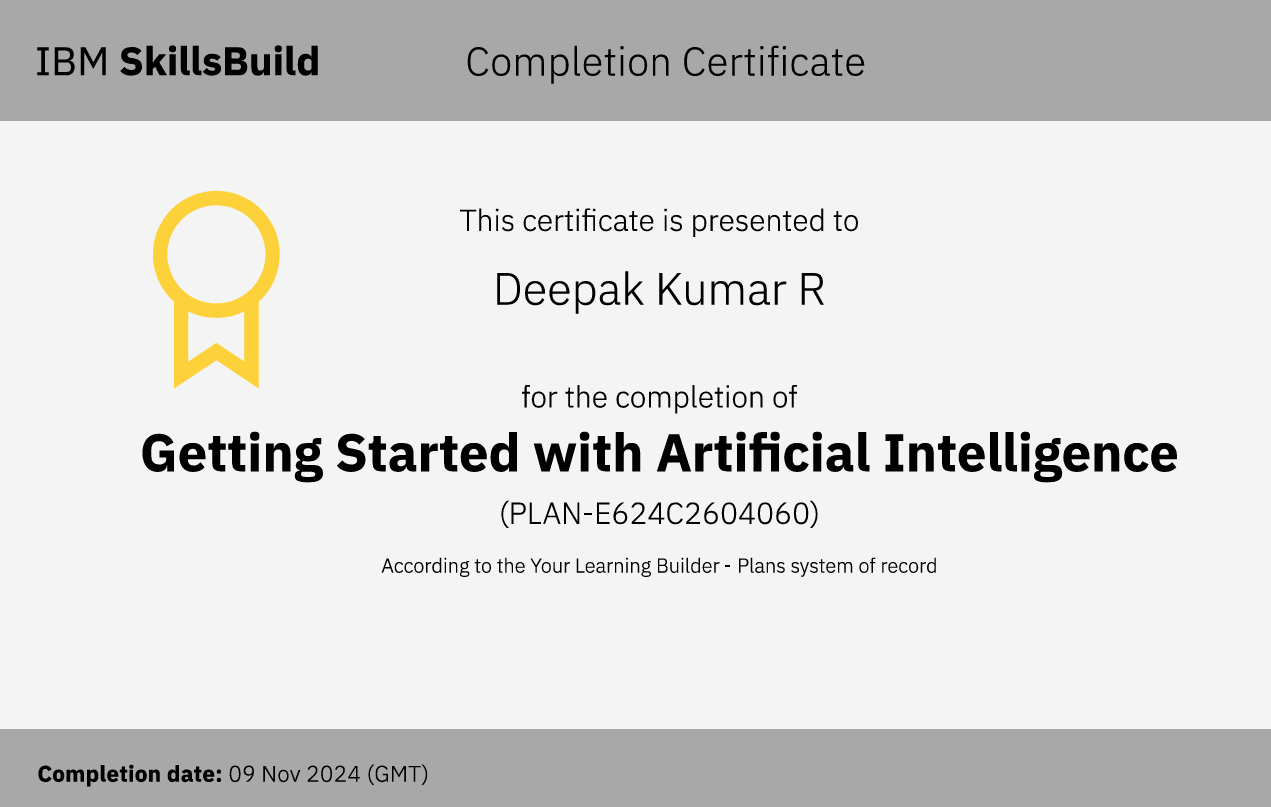 IBM SkillsBuild
Completion Certificate
This certificate is presented to
Deepak Kumar R
for the completion of
Getting Started with Artificial Intelligence
(PLAN-E624C2604060)
According to the Your Learning Builder - Plans system of record
Completion date: 09 Nov 2024 (GMT)